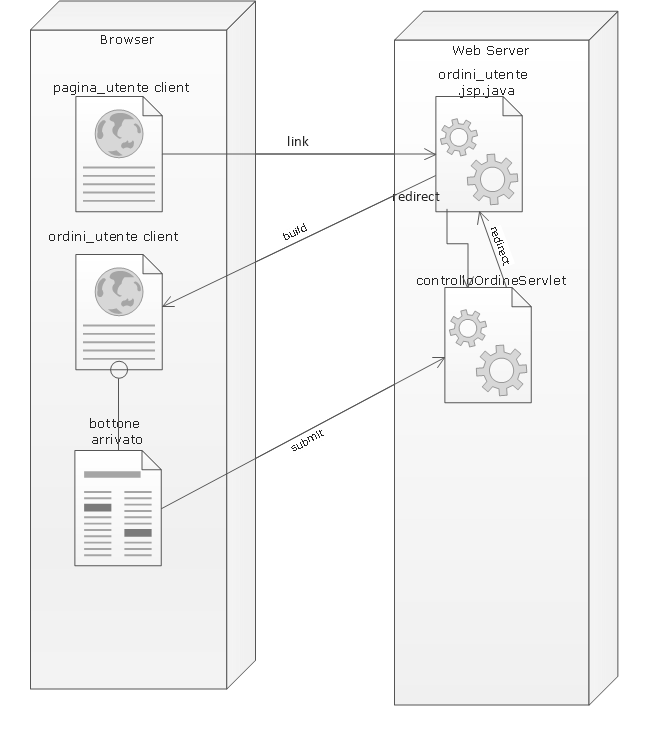 Browser
pagina_utente client
link
ordini_utente client
build
bottone
arrivato
submit
Web Server
ordini_utente
.jsp.java
redirect
redirect
controlloOrdineServlet